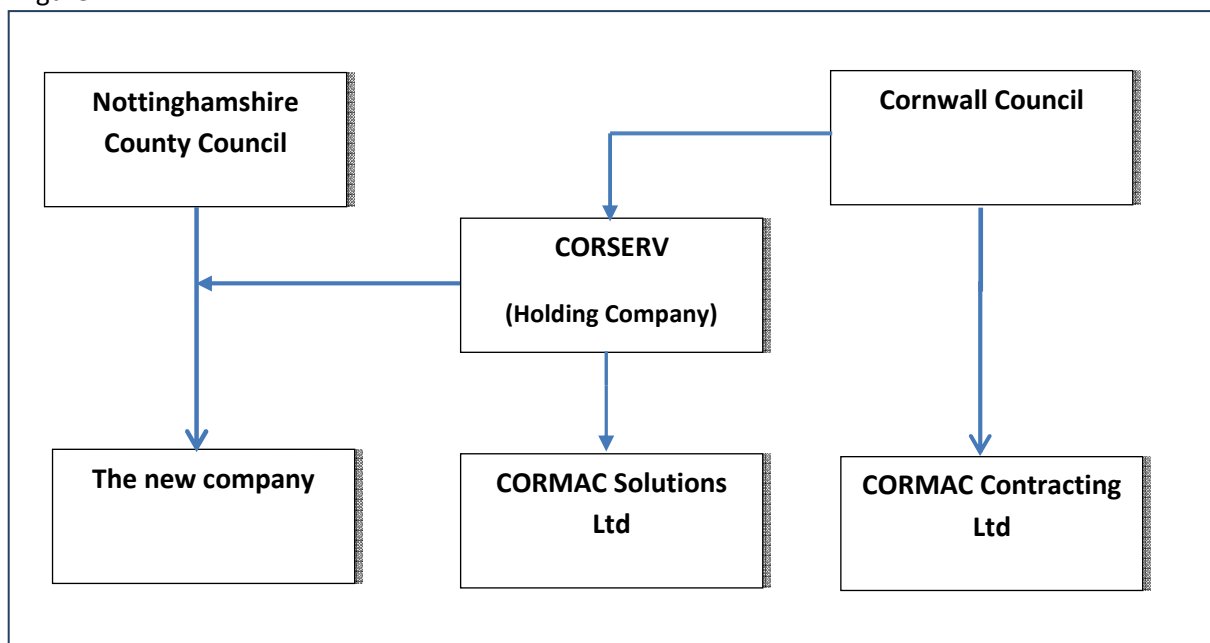 Nottinghamshire
County Council
Cornwall Council
CORSERV
(Holding Company)
The new company
CORMAC Solutions
Ltd
CORMAC Contracting
Ltd